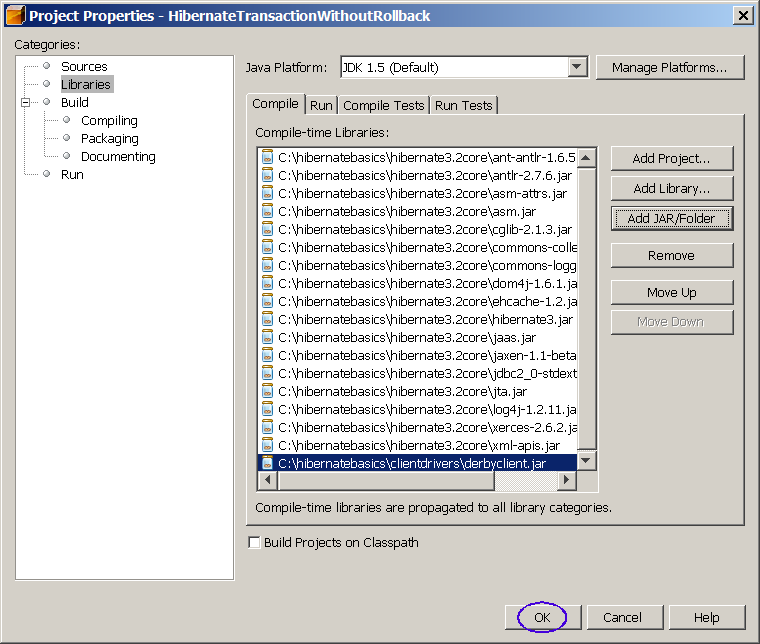 Project Properties - HibernateTransactionWithoutRollback
Categories:
Sources
Libraries
Build
Compiling
Packaging
Documenting
Run
Java Platform:
JDK 1.5 (Default)
Manage Platforms...
Compile
Run
Compile Tests
Run Tests
Compile-time Libraries:
C:\hibernatebasics\hibernate3.2core\ant-antlr-1.6.5
C:\hibernatebasics\hibernate3.2core\antlr-2.7.6.jar
C:\hibernatebasics\hibernate3.2core\asm-attrs.jar
C:\hibernatebasics\hibernate3.2core\asm.jar
C:\hibernatebasics\hibernate3.2core\cglib-2.1.3.jar
C:\hibernatebasics\hibernate3.2core\commons-colle
C:\hibernatebasics\hibernate3.2core\commons-logg
C:\hibernatebasics\hibernate3.2core\dom4j-1.6.1.ja
C:\hibernatebasics\hibernate3.2core\ehcache-1.2.ja
C:\hibernatebasics\hibernate3.2core\hibernate3.jar
C:\hibernatebasics\hibernate3.2core\jaas.jar
C:\hibernatebasics\hibernate3.2core\jaxen-1.1-beta
C:\hibernatebasics\hibernate3.2core\jdbc2_0-stdext
C:\hibernatebasics\hibernate3.2core\jta.jar
C:\hibernatebasics\hibernate3.2core\log4j-1.2.11.ja
C:\hibernatebasics\hibernate3.2core\xerces-2.6.2.ja
C:\hibernatebasics\hibernate3.2core\xml-apis.jar
C:\hibernatebasics\clientdrivers\derbyclient.jar
Add Project...
Add Library...
Add JAR/Folder
Remove
Move Up
Move Down
Compile-time libraries are propagated to all library categories.
Build Projects on Classpath
OK
Cancel
Help